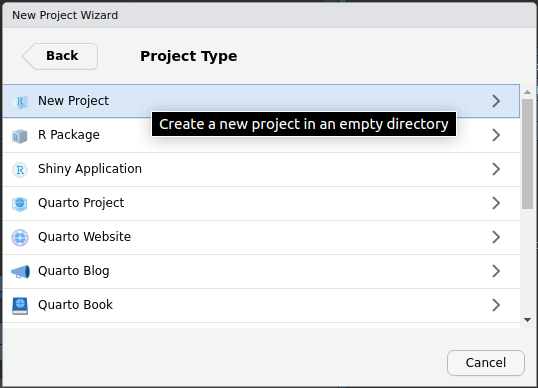 New Project Wizard
Back
Project Type
New Project
Create a new project in an empty directory
R Package
Shiny Application
Quarto Project
Quarto Website
Quarto Blog
Quarto Book
Cancel